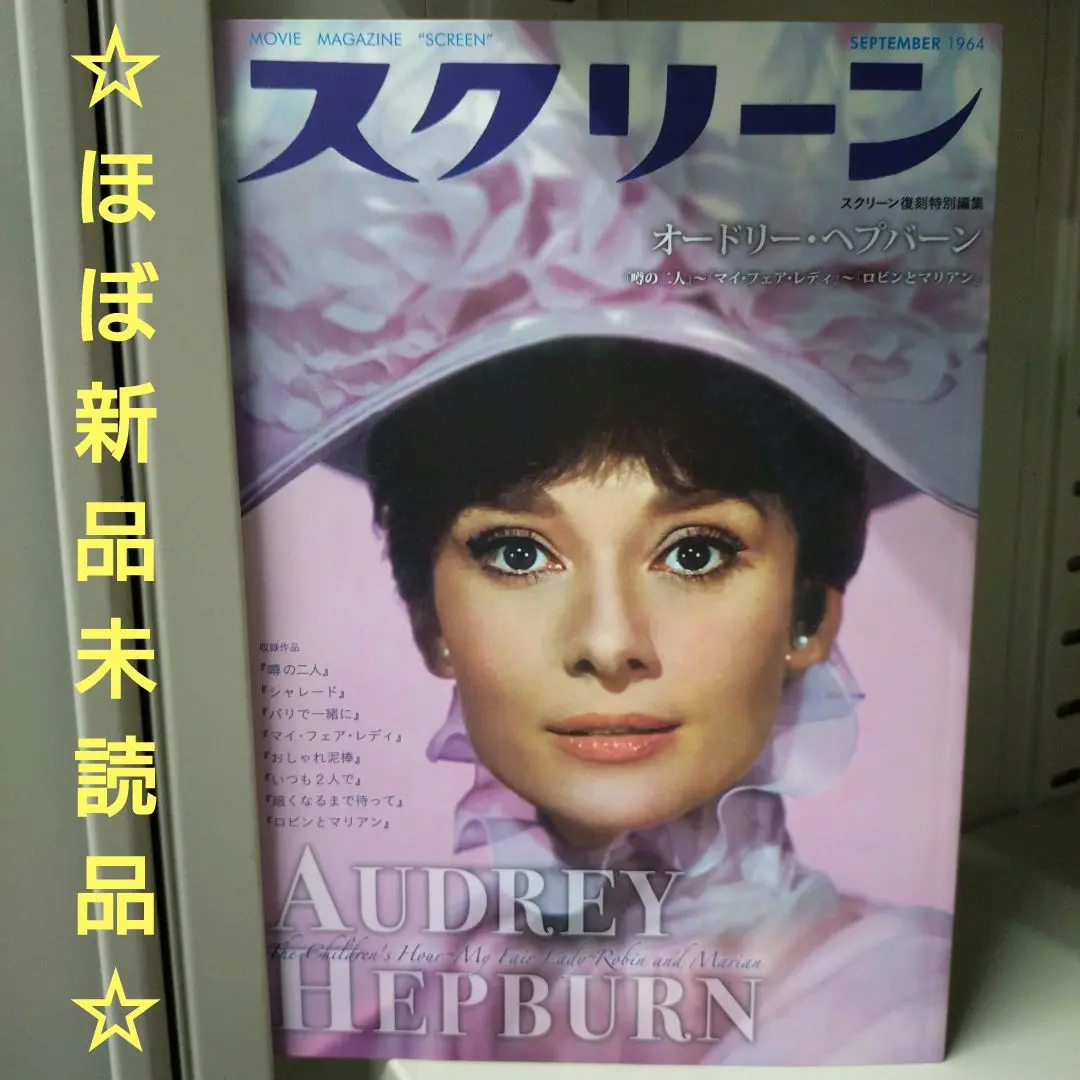 ☆ほぼ新品未読品☆
MOVIE MAGAZINE "SCREEN"
SEPTEMBER 1964
スクリーン
スクリーン復刻特別編集
オードリー・ヘプバーン
『噂の二人』～『マイ・フェア・レディ』～『ロビンとマリアン』
収録作品
『噂の二人』
『シャレード』
『パリで一緒に』
『マイ・フェア・レディ』
『おしゃれ泥棒』
『いつも2人で』
『暗くなるまで待って』
『ロビンとマリアン』
AUDREY
The Children's Hour~My Fair Lady~Robin and Marian
HEPBURN